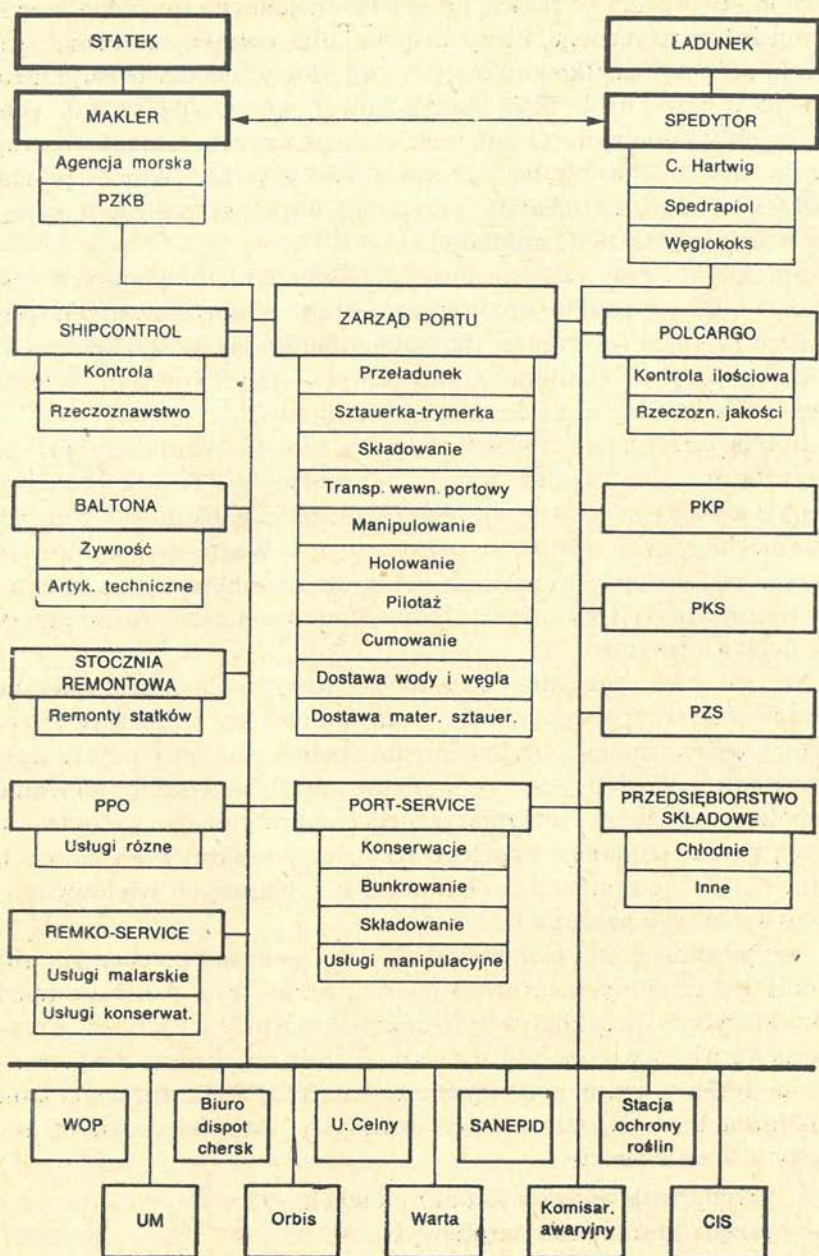 STATEK
ŁADUNEK
MAKLER
SPEDYTOR
Agencja morska
PZKB
C. Hartwig
Spedrapiol
Węglokoks
SHIPCONTROL
Kontrola
Rzeczoznawstwo
ZARZĄD PORTU
Przeładunek
Sztauerka-trymerka
Składowanie
Transp. wewn. portowy
Manipulowanie
Holowanie
Pilotaż
Cumowanie
Dostawa wody i węgla
Dostawa mater. sztauer.
POLCARGO
Kontrola ilościowa
Rzeczozn. jakości
BALTONA
Żywność
Artyk. techniczne
PKP
PKS
STOCZNIA
REMONTOWA
Remonty statków
PZS
PPO
Usługi rózne
PORT-SERVICE
Konserwacje
Bunkrowanie
Składowanie
Usługi manipulacyjne
PRZEDSIĘBIORSTWO
SKŁADOWE
Chłodnie
Inne
REMKO-SERVICE
Usługi malarskie
Usługi konserwat.
WOP
Biuro
dispot
chersk
U. Celny
SANEPID
Stacja
ochrony
roślin
UM
Orbis
Warta
Komisar.
awaryjny
CIS